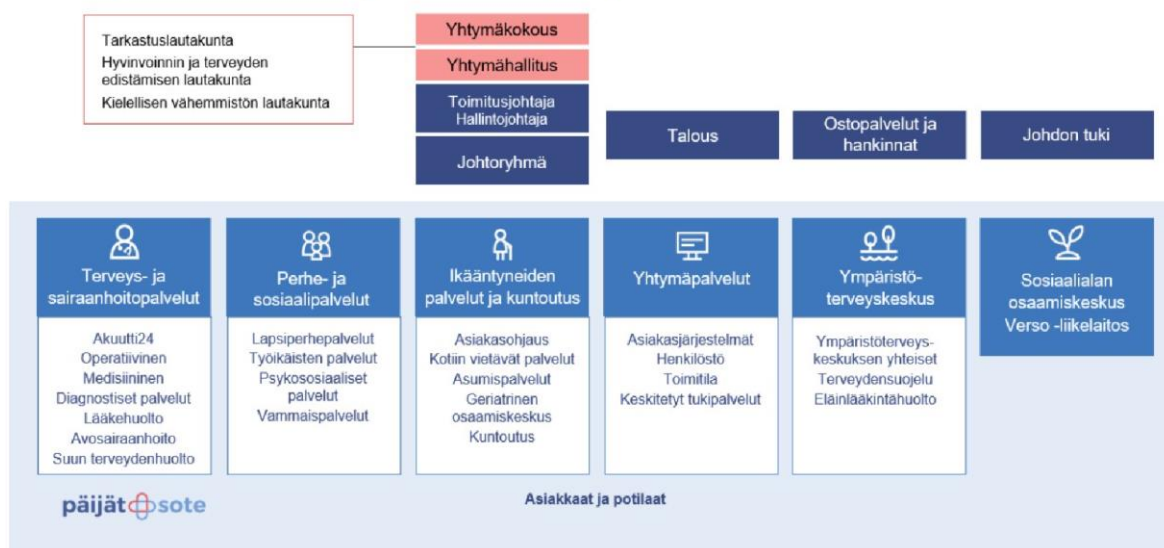 Tarkastuslautakunta
Hyvinvoinnin ja terveyden
edistämisen lautakunta
Kielellisen vähemmistön lautakunta
Yhtymäkokous
Yhtymähallitus
Toimitusjohtaja
Hallintojohtaja
Johtoryhmä
Talous
Ostopalvelut ja
hankinnat
Johdon tuki
Terveys- ja
sairaanhoitopalvelut
Akuutti24
Operatiivinen
Medisiininen
Diagnostiset palvelut
Lääkehuolto
Avosairaanhoito
Suun terveydenhuolto
Perhe- ja
sosiaalipalvelut
Lapsiperhepalvelut
Työikäisten palvelut
Psykososiaaliset
palvelut
Vammaispalvelut
Ikääntyneiden
palvelut ja kuntoutus
Asiakasohjaus
Kotiin vietävät palvelut
Asumispalvelut
Geriatrinen
osaamiskeskus
Kuntoutus
Yhtymäpalvelut
Asiakasjärjestelmät
Henkilöstö
Toimitila
Keskitetyt tukipalvelut
Ympäristö-
terveyskeskus
Ympäristöterveys-
keskuksen yhteiset
Terveydensuojelu
Eläinlääkintähuolto
Sosiaalialan
osaamiskeskus
Verso -liikelaitos
päijät sote
Asiakkaat ja potilaat